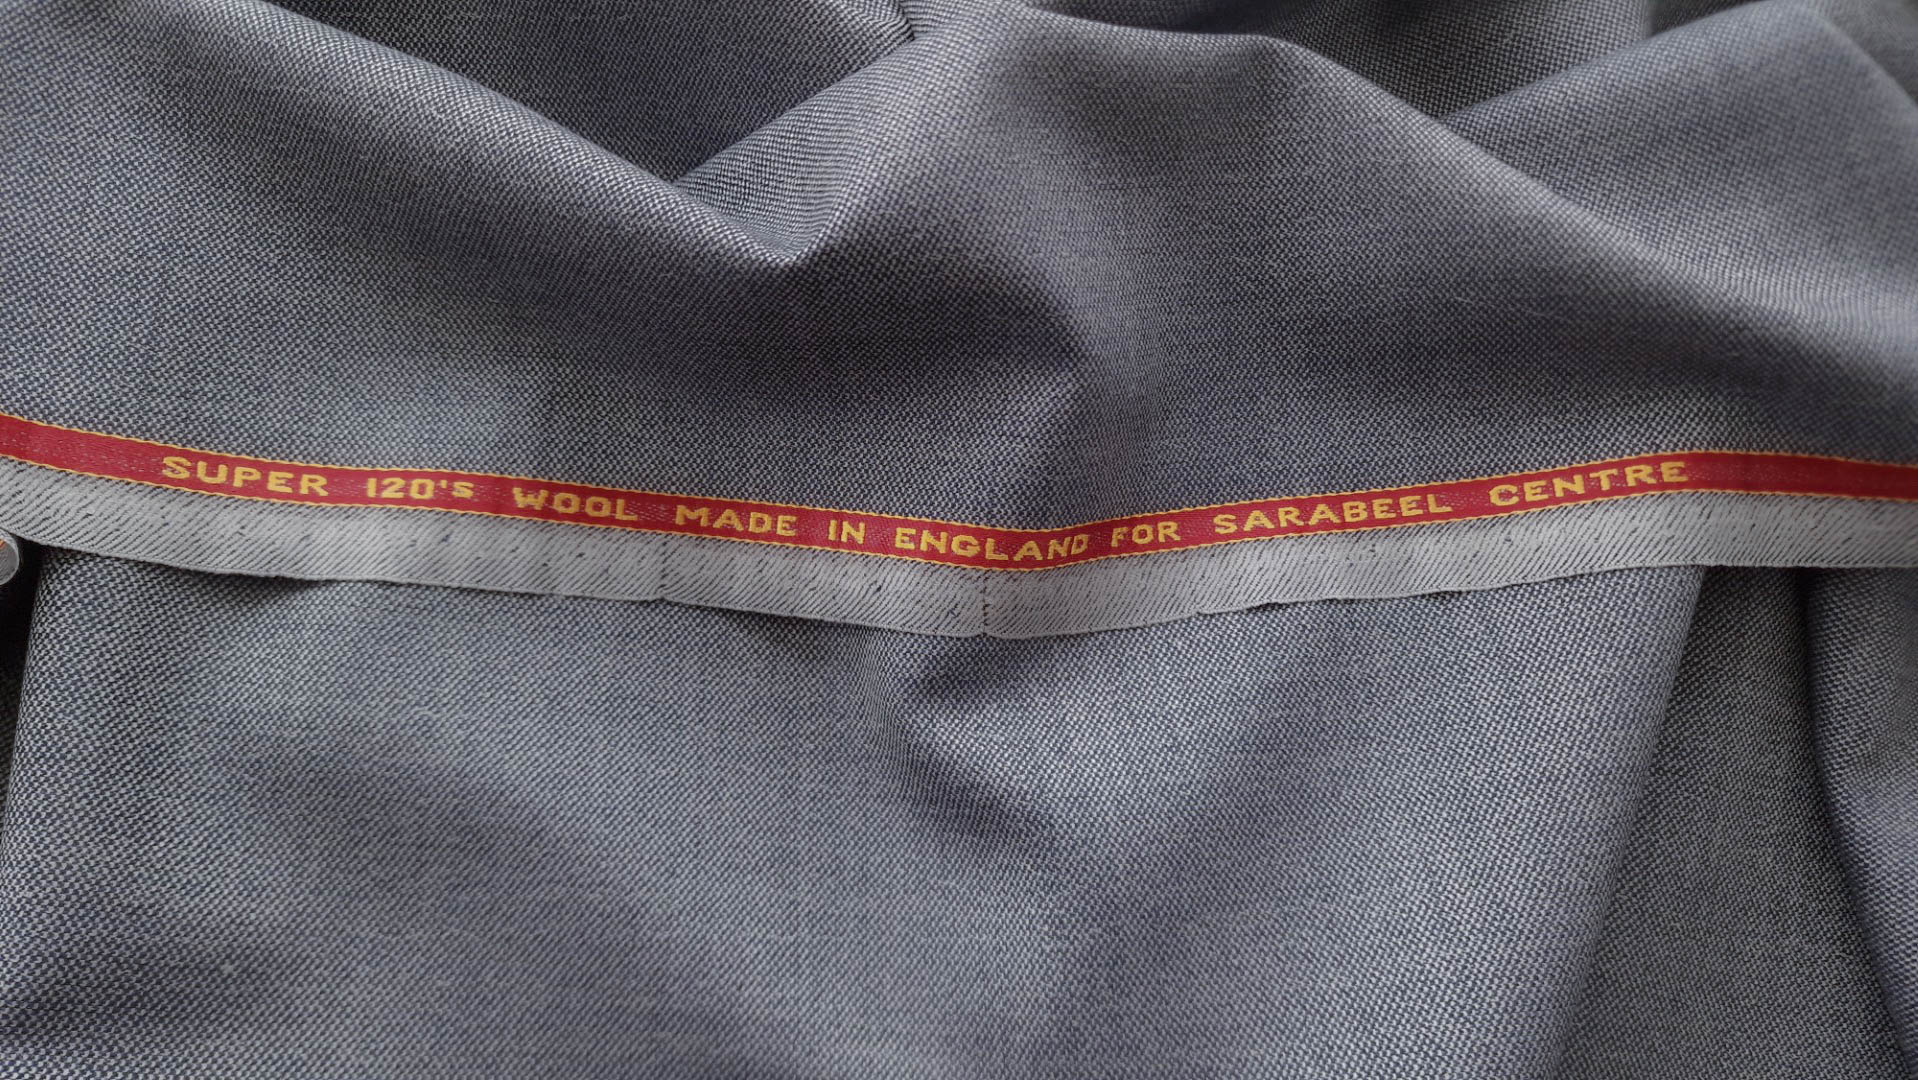 SUPER 120's WOOL MADE IN ENGLAND FOR SARABEEL CENTRE